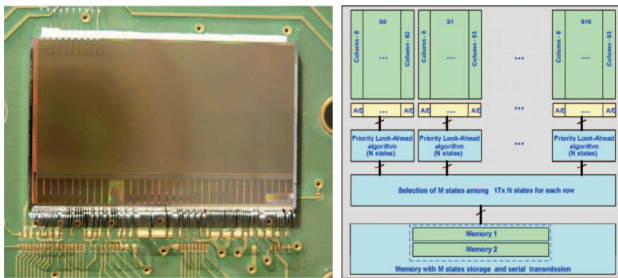 S0
S1
S16
Column - 0
...
Column - 63
Column - 0
...
Column - 63
...
Column - 0
...
Column - 63
A/D
...
A/D
A/D
...
A/D
...
A/D
...
A/D
Priority Look-Ahead
algorithm
(N states)
Priority Look-Ahead
algorithm
(N states)
Priority Look-Ahead
algorithm
(N states)
Selection of M states among 17x N states for each row
Memory 1
Memory 2
Memory with M states storage and serial transmission